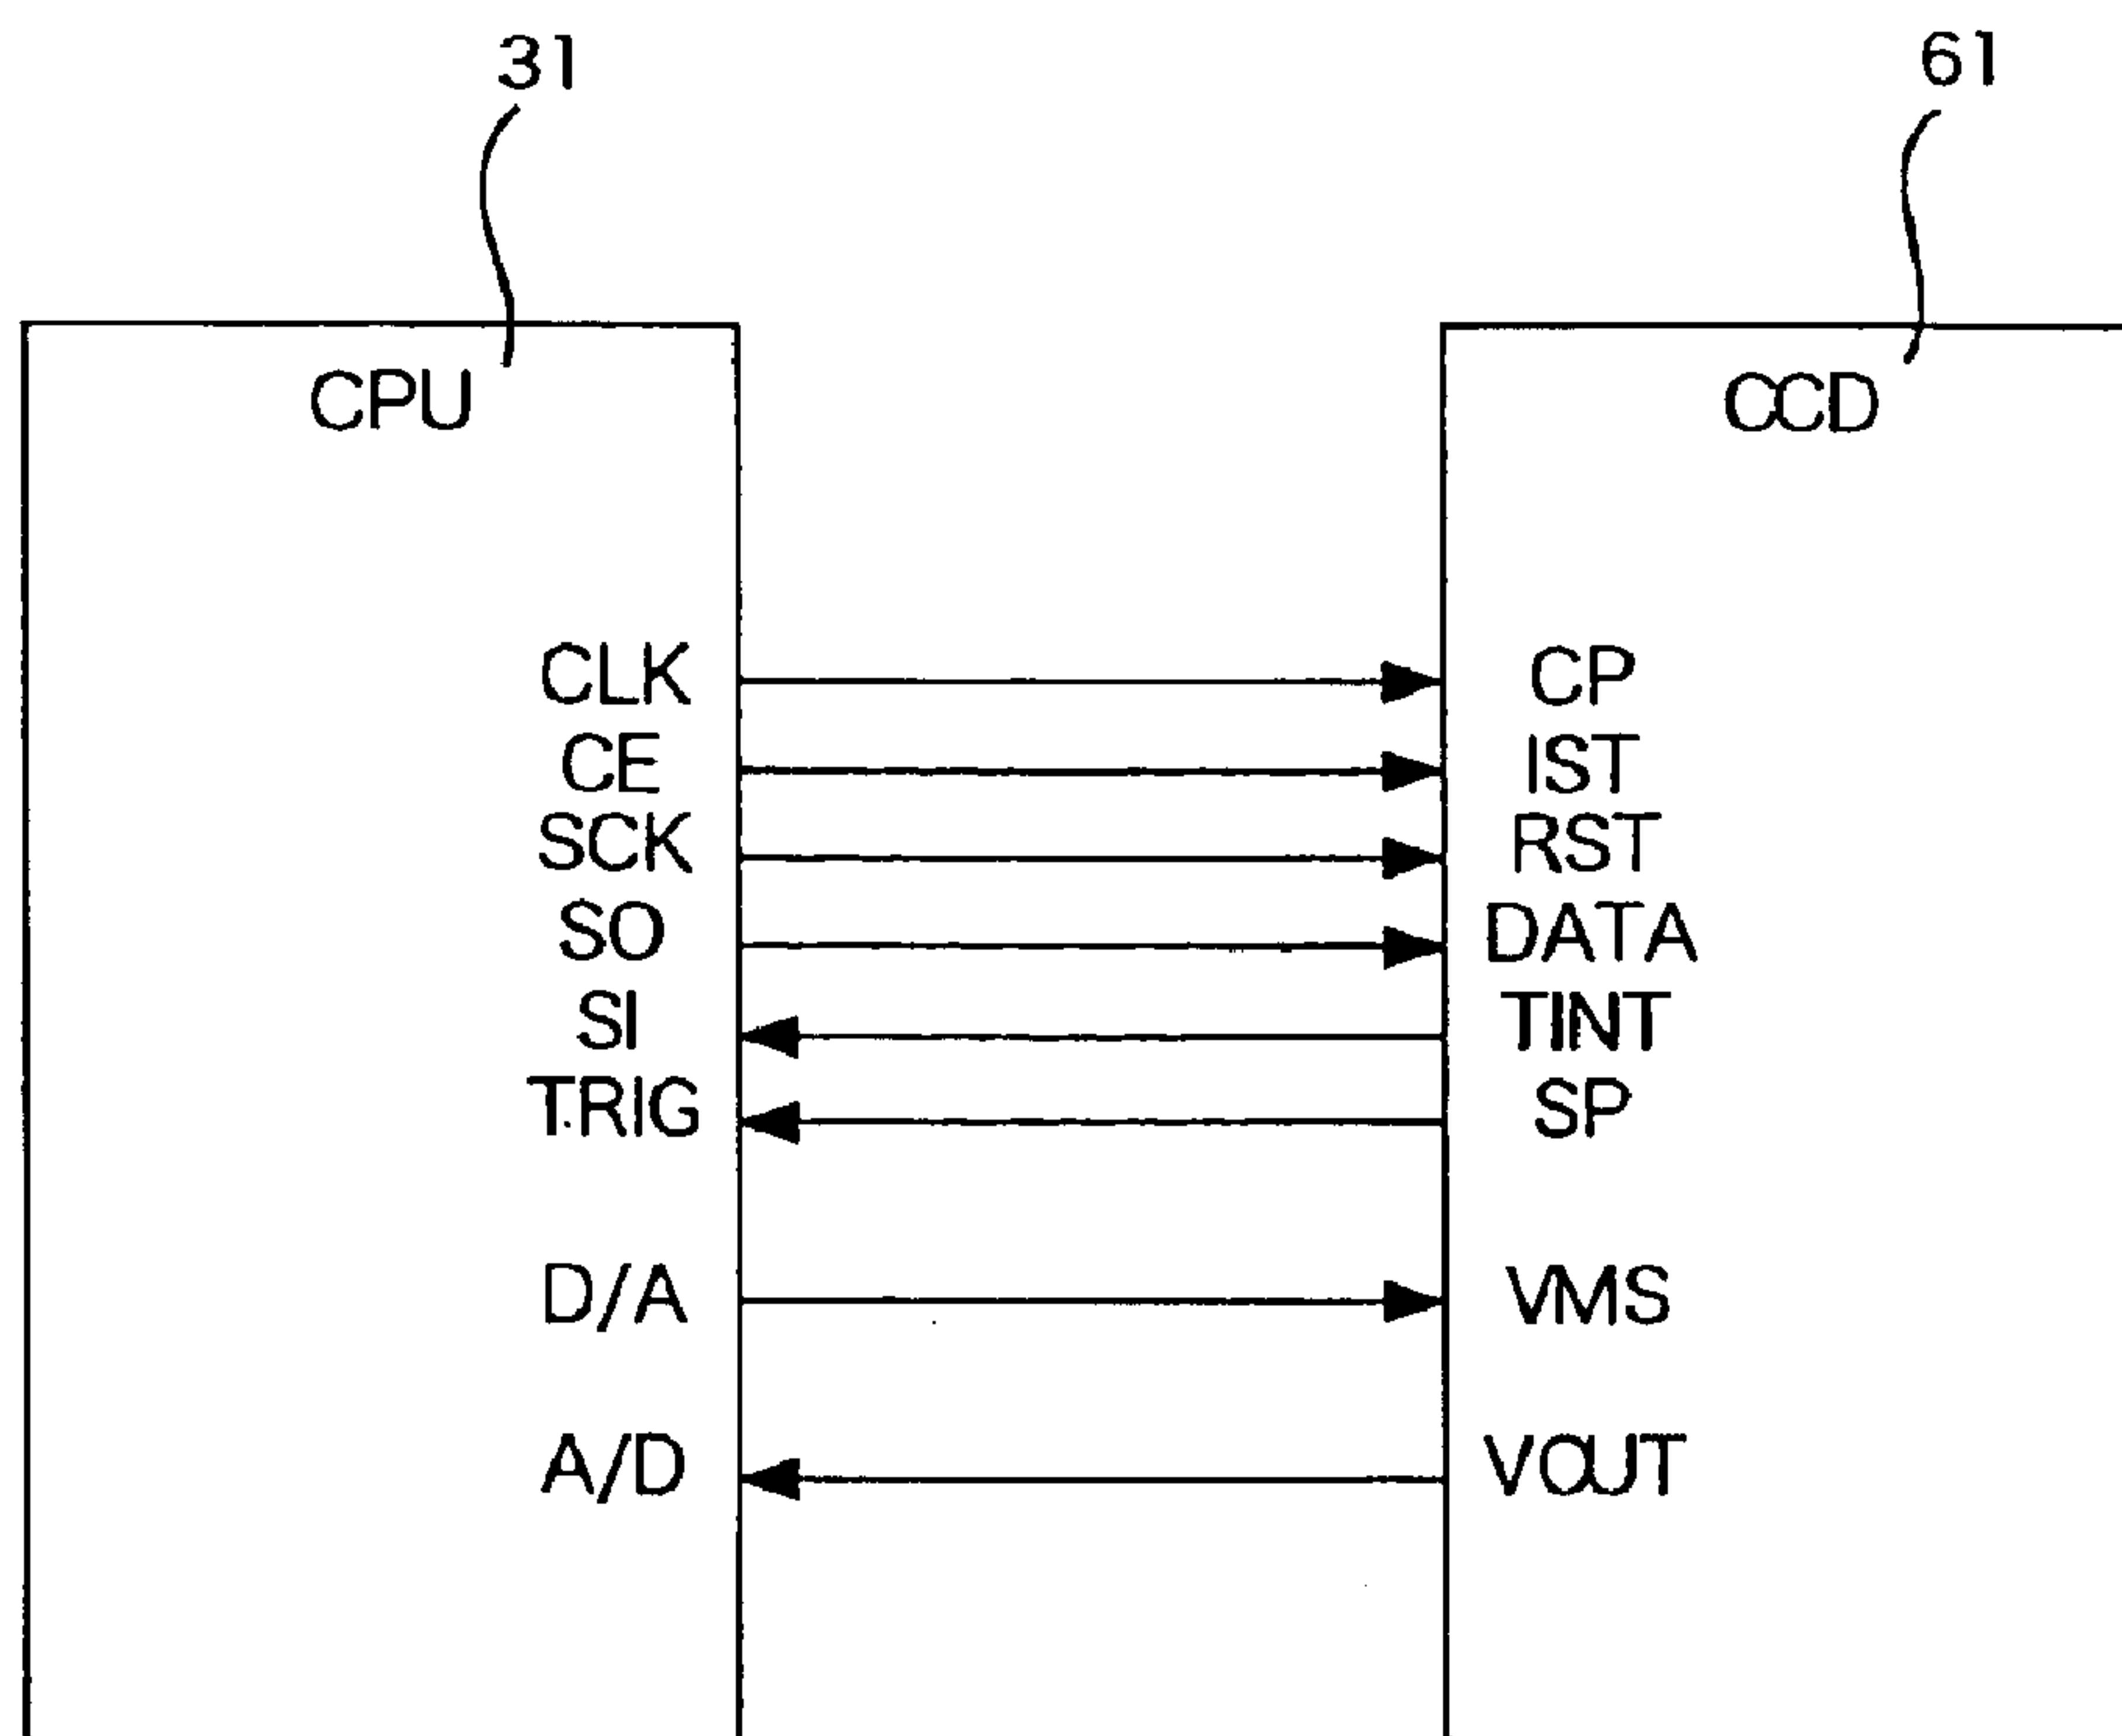 31 61
CPU CCD
CLK CP
CE IST
SCK RST
SO DATA
SI TINT
TRIG SP
D/A VMS
A/D VOUT